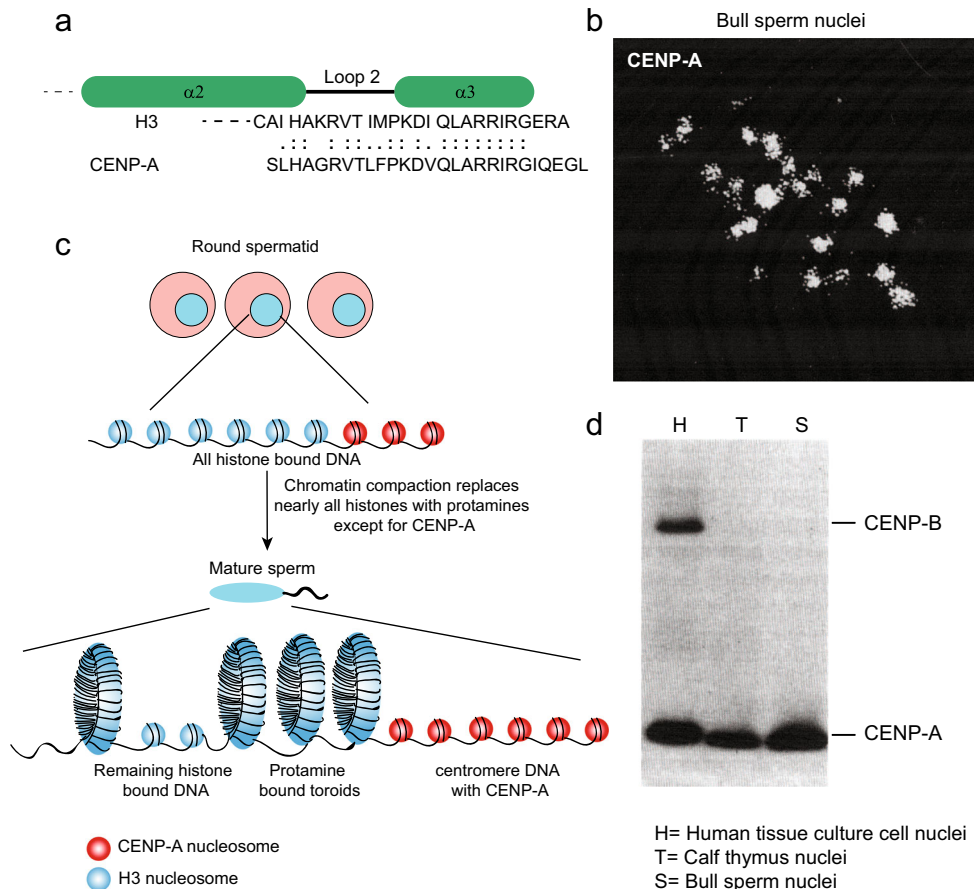 a
Loop 2
α2
α3
H3
- - - - - CAI HAKRVT IMPKDI QLARRIRGERA
. : : : : : . . : : : : : : : : : : : : :
CENP-A
SLHAGRVTLFPKDVQLARRIRGIQEGL
b
Bull sperm nuclei
CENP-A
c
Round spermatid
All histone bound DNA
Chromatin compaction replaces
nearly all histones with protamines
except for CENP-A
Mature sperm
Remaining histone
bound DNA
Protamine
bound toroids
centromere DNA
with CENP-A
CENP-A nucleosome
H3 nucleosome
d
H T S
CENP-B
CENP-A
H= Human tissue culture cell nuclei
T= Calf thymus nuclei
S= Bull sperm nuclei